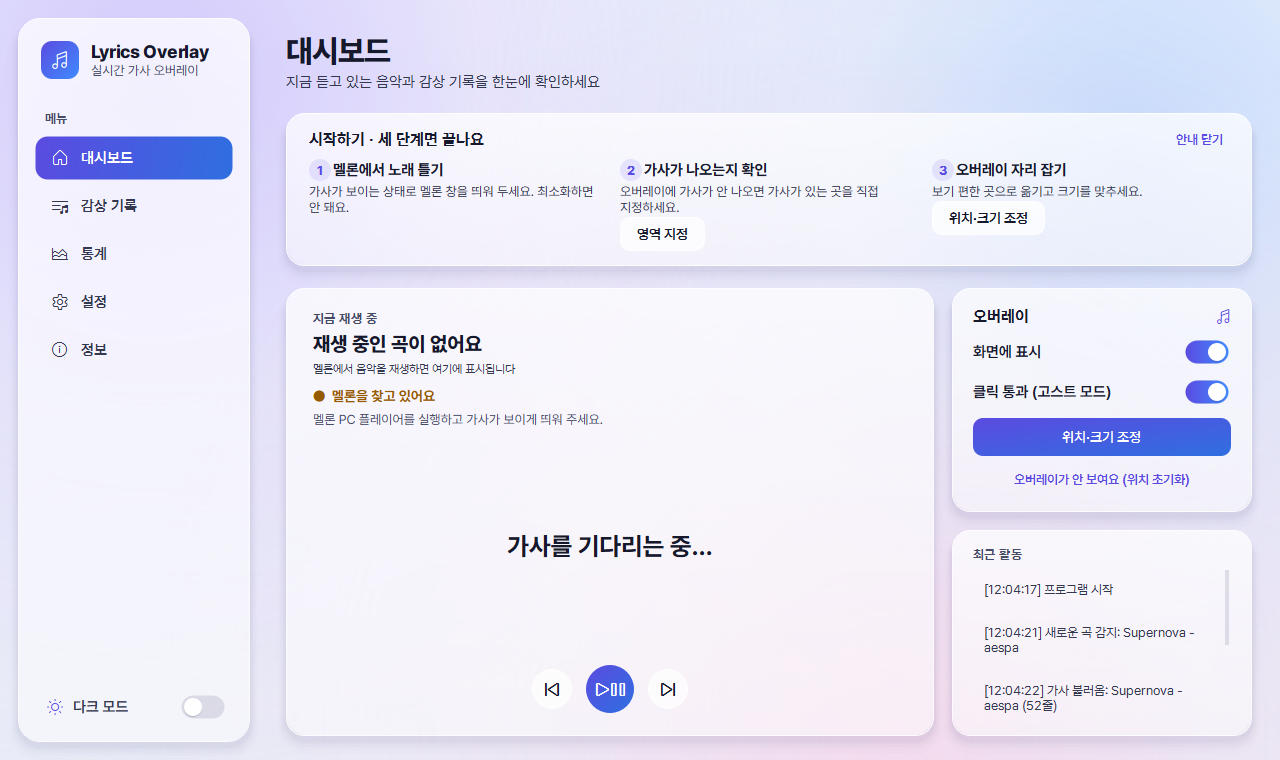 Lyrics Overlay
실시간 가사 오버레이
메뉴
대시보드
감상 기록
통계
설정
정보
다크 모드
대시보드
지금 듣고 있는 음악과 감상 기록을 한눈에 확인하세요
시작하기 · 세 단계면 끝나요
안내 닫기
1 멜론에서 노래 틀기
가사가 보이는 상태로 멜론 창을 띄워 두세요. 최소화하면
안 돼요.
2 가사가 나오는지 확인
오버레이에 가사가 안 나오면 가사가 있는 곳을 직접
지정하세요.
영역 지정
3 오버레이 자리 잡기
보기 편한 곳으로 옮기고 크기를 맞추세요.
위치·크기 조정
지금 재생 중
재생 중인 곡이 없어요
멜론에서 음악을 재생하면 여기에 표시됩니다
멜론을 찾고 있어요
멜론 PC 플레이어를 실행하고 가사가 보이게 띄워 주세요.
가사를 기다리는 중...
오버레이
화면에 표시
클릭 통과 (고스트 모드)
위치·크기 조정
오버레이가 안 보여요 (위치 초기화)
최근 활동
[12:04:17] 프로그램 시작
[12:04:21] 새로운 곡 감지: Supernova -
aespa
[12:04:22] 가사 불러옴: Supernova -
aespa (52줄)